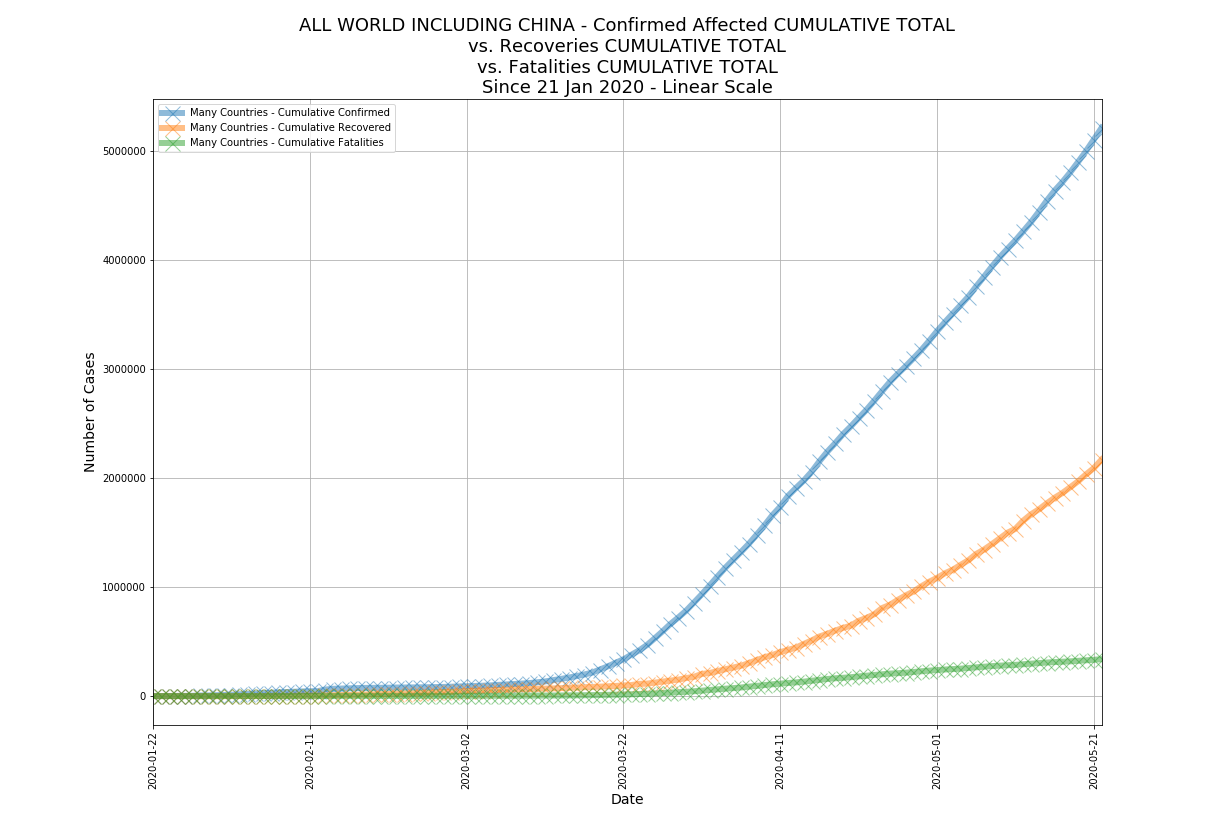 ALL WORLD INCLUDING CHINA - Confirmed Affected CUMULATIVE TOTAL
vs. Recoveries CUMULATIVE TOTAL
vs. Fatalities CUMULATIVE TOTAL
Since 21 Jan 2020 - Linear Scale
Many Countries - Cumulative Confirmed
Many Countries - Cumulative Recovered
Many Countries - Cumulative Fatalities
5000000
4000000
3000000
2000000
1000000
0
Number of Cases
2020-01-22
2020-02-11
2020-03-02
2020-03-22
2020-04-11
2020-05-01
2020-05-21
Date